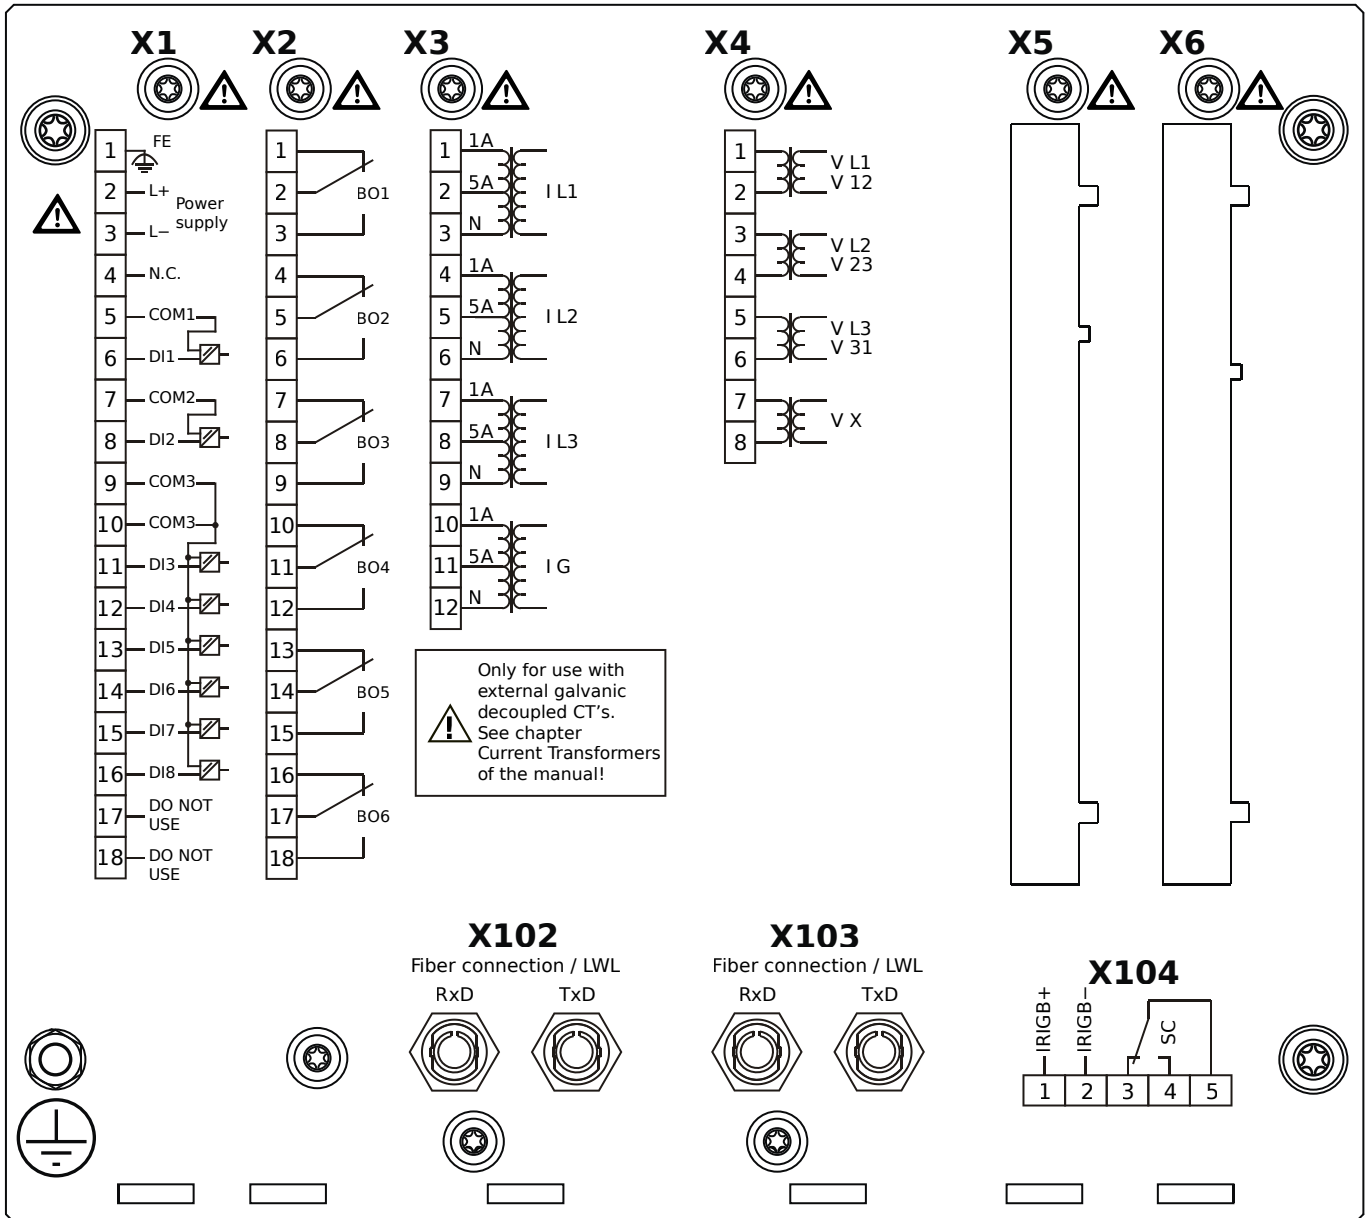 X1
X2
X3
X4
X5
X6
1 FE
2 L+
Power
supply
3 L−
4 N.C.
5 COM1
6 DI1
7 COM2
8 DI2
9 COM3
10 COM3
11 DI3
12 DI4
13 DI5
14 DI6
15 DI7
16 DI8
17 DO NOT
USE
18 DO NOT
USE
1
2 BO1
3
4
5 BO2
6
7
8 BO3
9
10
11 BO4
12
13
14 BO5
15
16
17 BO6
18
1 1A
2 5A I L1
3 N
4 1A
5 5A I L2
6 N
7 1A
8 5A I L3
9 N
10 1A
11 5A I G
12 N
Only for use with
external galvanic
decoupled CT's.
See chapter
Current Transformers
of the manual!
1
2
V L1
V 12
3
4
V L2
V 23
5
6
V L3
V 31
7
8
V X
X102
Fiber connection / LWL
RxD
TxD
X103
Fiber connection / LWL
RxD
TxD
X104
IRIGB+
IRIGB−
SC
1 2 3 4 5